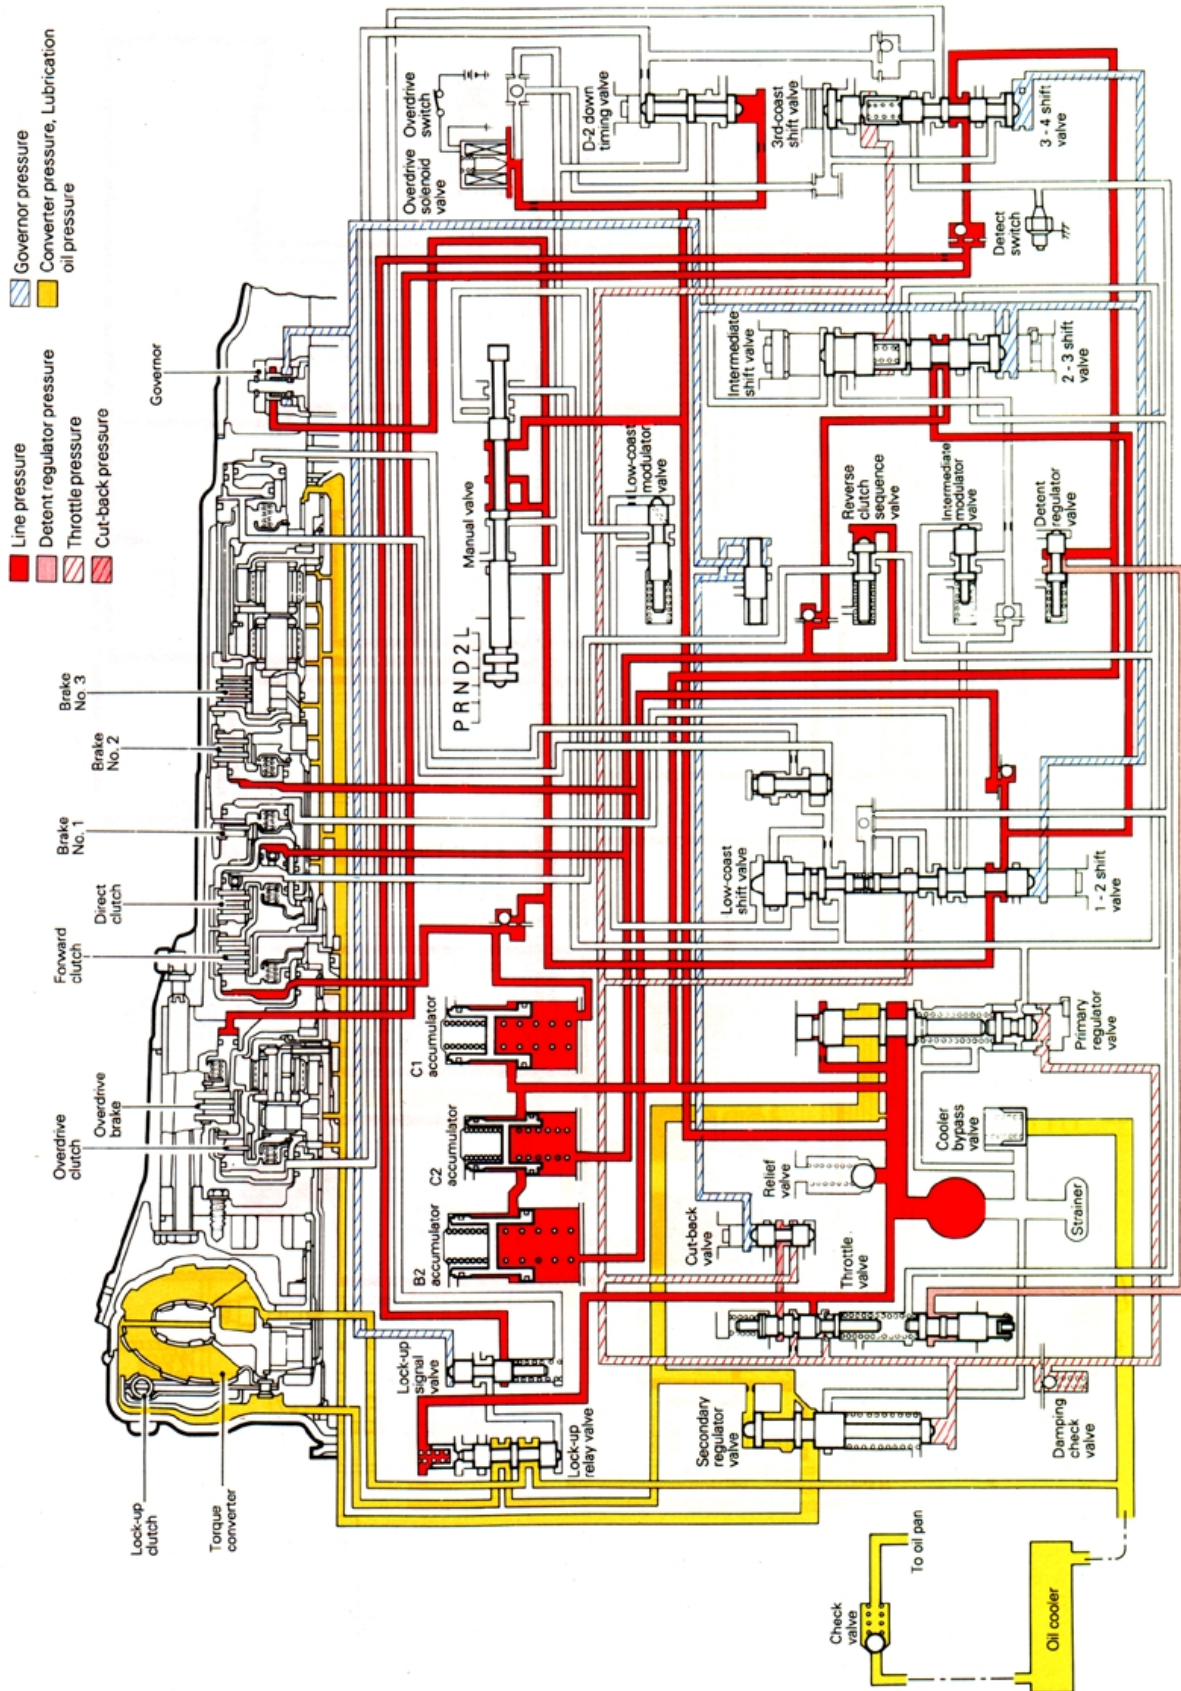 Line pressure
Detent regulator pressure
Throttle pressure
Cut-back pressure
Governor pressure
Converter pressure, Lubrication
oil pressure
Lock-up
clutch
Torque
converter
Overdrive
clutch
Overdrive
brake
Forward
clutch
Direct
clutch
Brake
No. 1
Brake
No. 2
Brake
No. 3
Governor
Lock-up
signal
valve
Lock-up
relay valve
B2
accumulator
C2
accumulator
C1
accumulator
Manual valve
P R N D 2 L
Overdrive
solenoid
valve
Overdrive
switch
D-2 down
timing valve
Low-coast
modulator
valve
3rd-coast
shift valve
3 - 4 shift
valve
Detect
switch
Intermediate
shift valve
2 - 3 shift
valve
Reverse
clutch
sequence
valve
Intermediate
modulator
valve
Detent
regulator
valve
Low-coast
shift valve
1 - 2 shift
valve
Primary
regulator
valve
Cooler
bypass
valve
Relief
valve
Strainer
Cut-back
valve
Throttle
valve
Secondary
regulator
valve
Damping
check
valve
Check
valve
To oil pan
Oil cooler